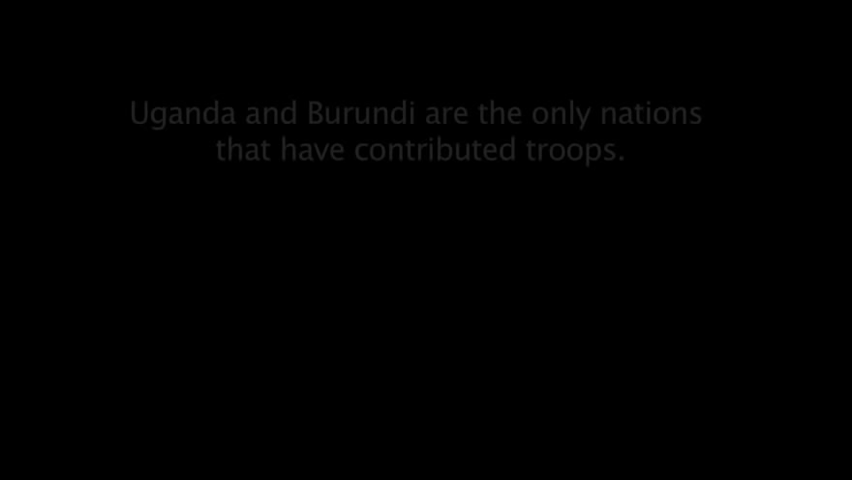 Uganda and Burundi are the only nations
that have contributed troops.